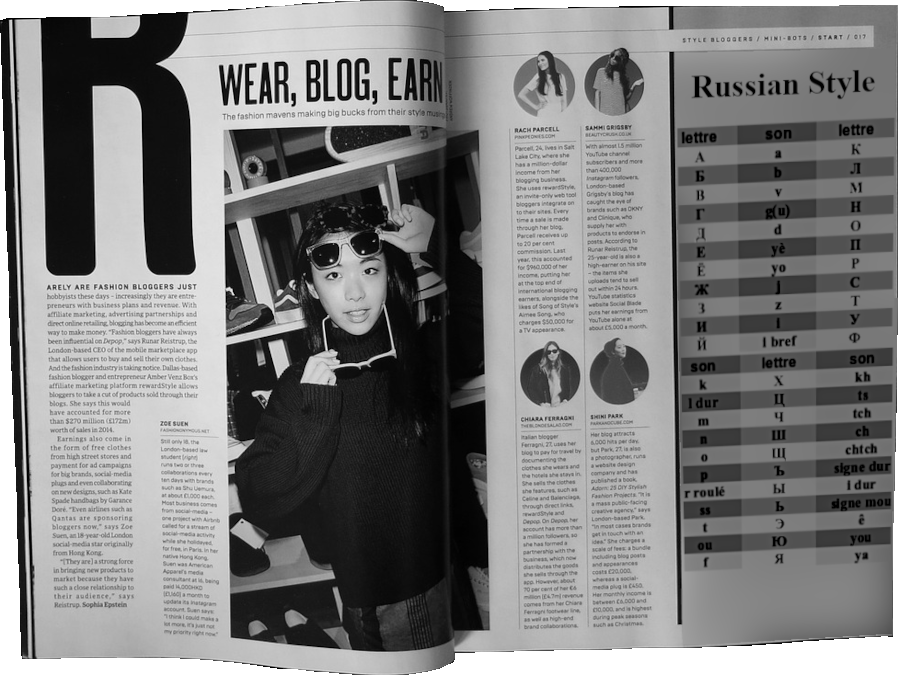 STYLE BLOGGERS / MINI-BOTS / START / 017
R
WEAR, BLOG, EARN
The fashion mavens making big bucks from their style
ARELY ARE FASHION BLOGGERS JUST
hobbyists these days – increasingly they are entre-
preneurs with business plans and revenue. With
affiliate marketing, advertising partnerships and
direct online retailing, blogging has become an efficient
way to make money. "Fashion bloggers have always
been influential on Depop," says Runar Reistrup, the
London-based CEO of the mobile marketplace app
that allows users to buy and sell their own clothes.
And the fashion industry is taking notice. Dallas-based
fashion blogger and entrepreneur Amber Venz Box's
affiliate marketing platform rewardStyle allows
bloggers to take a cut of products sold through their
blogs. She says this would
have accounted for more
than $270 million (£172m)
worth of sales in 2014.
Earnings also come in
the form of free clothes
from high street stores and
payment for ad campaigns
for big brands, social-media
plugs and even collaborating
on new designs, such as Kate
Spade handbags by Garance
Doré. "Even airlines such as
Qantas are sponsoring
bloggers now," says Zoe
Suen, an 18-year-old London
social-media star originally
from Hong Kong.
"[They are] a strong force
in bringing new products to
market because they have
such a close relationship to
their audience," says
Reistrup. Sophia Epstein
ZOE SUEN
FASHIONONYMOUS.NET
Still only 18, the
London-based law
student (right)
runs two or three
collaborations every
ten days with brands
such as Shu Uemura,
at about £1,000 each.
Most business comes
from social-media –
one project with Airbnb
called for a stream of
social-media activity
while she holidayed,
for free, in Paris. In her
native Hong Kong,
Suen was American
Apparel's media
consultant at 16, being
paid 14,000HKD
(£1,160) a month to
update its Instagram
account. Suen says:
"I think I could make a
lot more, it's just not
my priority right now"
RACH PARCELL
PINKPEONIES.COM
Parcell, 24, lives in Salt
Lake City, where she
has a million-dollar
income from her
blogging business.
She uses rewardStyle,
an invite-only web tool
bloggers integrate on
to their sites. Every
time a sale is made
through her blog,
Parcell receives up
to 20 per cent
commission. Last
year, this accounted
for $960,000 of her
income, putting her
at the top end of
international blogging
earners, alongside the
likes of Song of Style's
Aimee Song, who
charges $50,000 for
a TV appearance.
SAMMI GRIGSBY
BEAUTYCRUSH.CO.UK
With almost 1.5 million
YouTube channel
subscribers and more
than 400,000
Instagram followers,
London-based
Grigsby's blog has
caught the eye of
brands such as DKNY
and Clinique, who
supply her with
products to endorse in
posts. According to
Runar Reistrup, the
25-year-old is also a
high-earner on his site
– the items she
uploads tend to sell
out within 24 hours.
YouTube statistics
website Social Blade
puts her earnings from
YouTube alone at
about £5,000 a month.
CHIARA FERRAGNI
THEBLONDESALAD.COM
Italian blogger
Ferragni, 27, uses her
blog to pay for travel by
documenting the
clothes she wears and
the hotels she stays in.
She sells the clothes
she features, such as
Celine and Balenciaga,
through direct links,
rewardStyle and
Depop. On Depop, her
account has more than
a million followers, so
she has formed a
partnership with the
business, which now
distributes the goods
she sells through the
app. However, about
70 per cent of her €6
million (£4.7m) revenue
comes from her Chiara
Ferragni footwear line,
as well as high-end
brand collaborations.
SHINI PARK
PARKANDCUBE.COM
Her blog attracts
6,000 hits per day,
but Park, 27, is also
a photographer, runs
a website design
company and has
published a book,
Adorn: 25 DIY Stylish
Fashion Projects. "It is
a mass public-facing
creative agency," says
London-based Park.
"In most cases brands
get in touch with an
idea." She charges a
scale of fees: a bundle
including blog posts
and appearances
costs £20,000,
whereas a social-
media plug is £450.
Her monthly income is
between £4,000 and
£10,000, and is highest
during peak seasons
such as Christmas.
Russian Style
lettre son lettre
А a К
Б b Л
В v М
Г g(u) Н
Д d О
Е yè П
Ё yo Р
Ж j С
З z Т
И i У
Й i bref Ф
son lettre son
k Х kh
l dur Ц ts
m Ч tch
n Ш ch
o Щ chtch
p Ъ signe dur
r roulé Ы i dur
ss Ь signe mou
t Э ê
ou Ю you
f Я ya